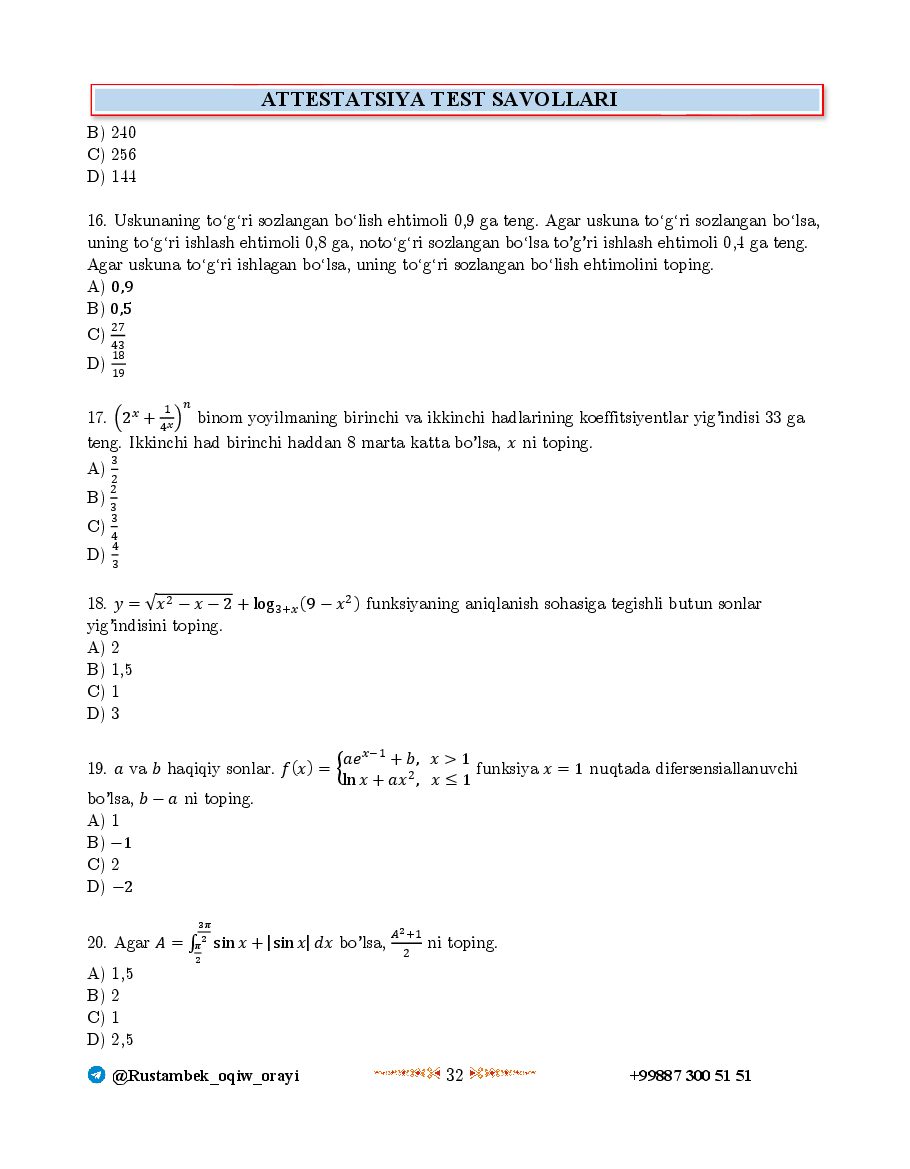 ATTESTATSIYA TEST SAVOLLARI
B) 240
C) 256
D) 144
16. Uskunaning to‘g‘ri sozlangan bo‘lish ehtimoli 0,9 ga teng. Agar uskuna to‘g‘ri sozlangan bo‘lsa,
uning to‘g‘ri ishlash ehtimoli 0,8 ga, noto‘g‘ri sozlangan bo‘lsa to’g’ri ishlash ehtimoli 0,4 ga teng.
Agar uskuna to‘g‘ri ishlagan bo‘lsa, uning to‘g‘ri sozlangan bo‘lish ehtimolini toping.
A) 0,9
B) 0,5
C) 27/43
D) 18/19
17. (2^x + 1/4^x)^n binom yoyilmaning birinchi va ikkinchi hadlarining koeffitsiyentlar yig’indisi 33 ga
teng. Ikkinchi had birinchi haddan 8 marta katta bo’lsa, x ni toping.
A) 3/2
B) 2/3
C) 3/4
D) 4/3
18. y = √(x² − x − 2) + log₃₊ₓ(9 − x²) funksiyaning aniqlanish sohasiga tegishli butun sonlar
yig’indisini toping.
A) 2
B) 1,5
C) 1
D) 3
19. a va b haqiqiy sonlar. f(x) = {ae^(x−1) + b, x > 1; ln x + ax², x ≤ 1 funksiya x = 1 nuqtada difersensiallanuvchi
bo’lsa, b − a ni toping.
A) 1
B) −1
C) 2
D) −2
20. Agar A = ∫_(π/2)^(3π/2) sin x + |sin x| dx bo’lsa, (A²+1)/2 ni toping.
A) 1,5
B) 2
C) 1
D) 2,5
@Rustambek_oqiw_orayi 32 +99887 300 51 51